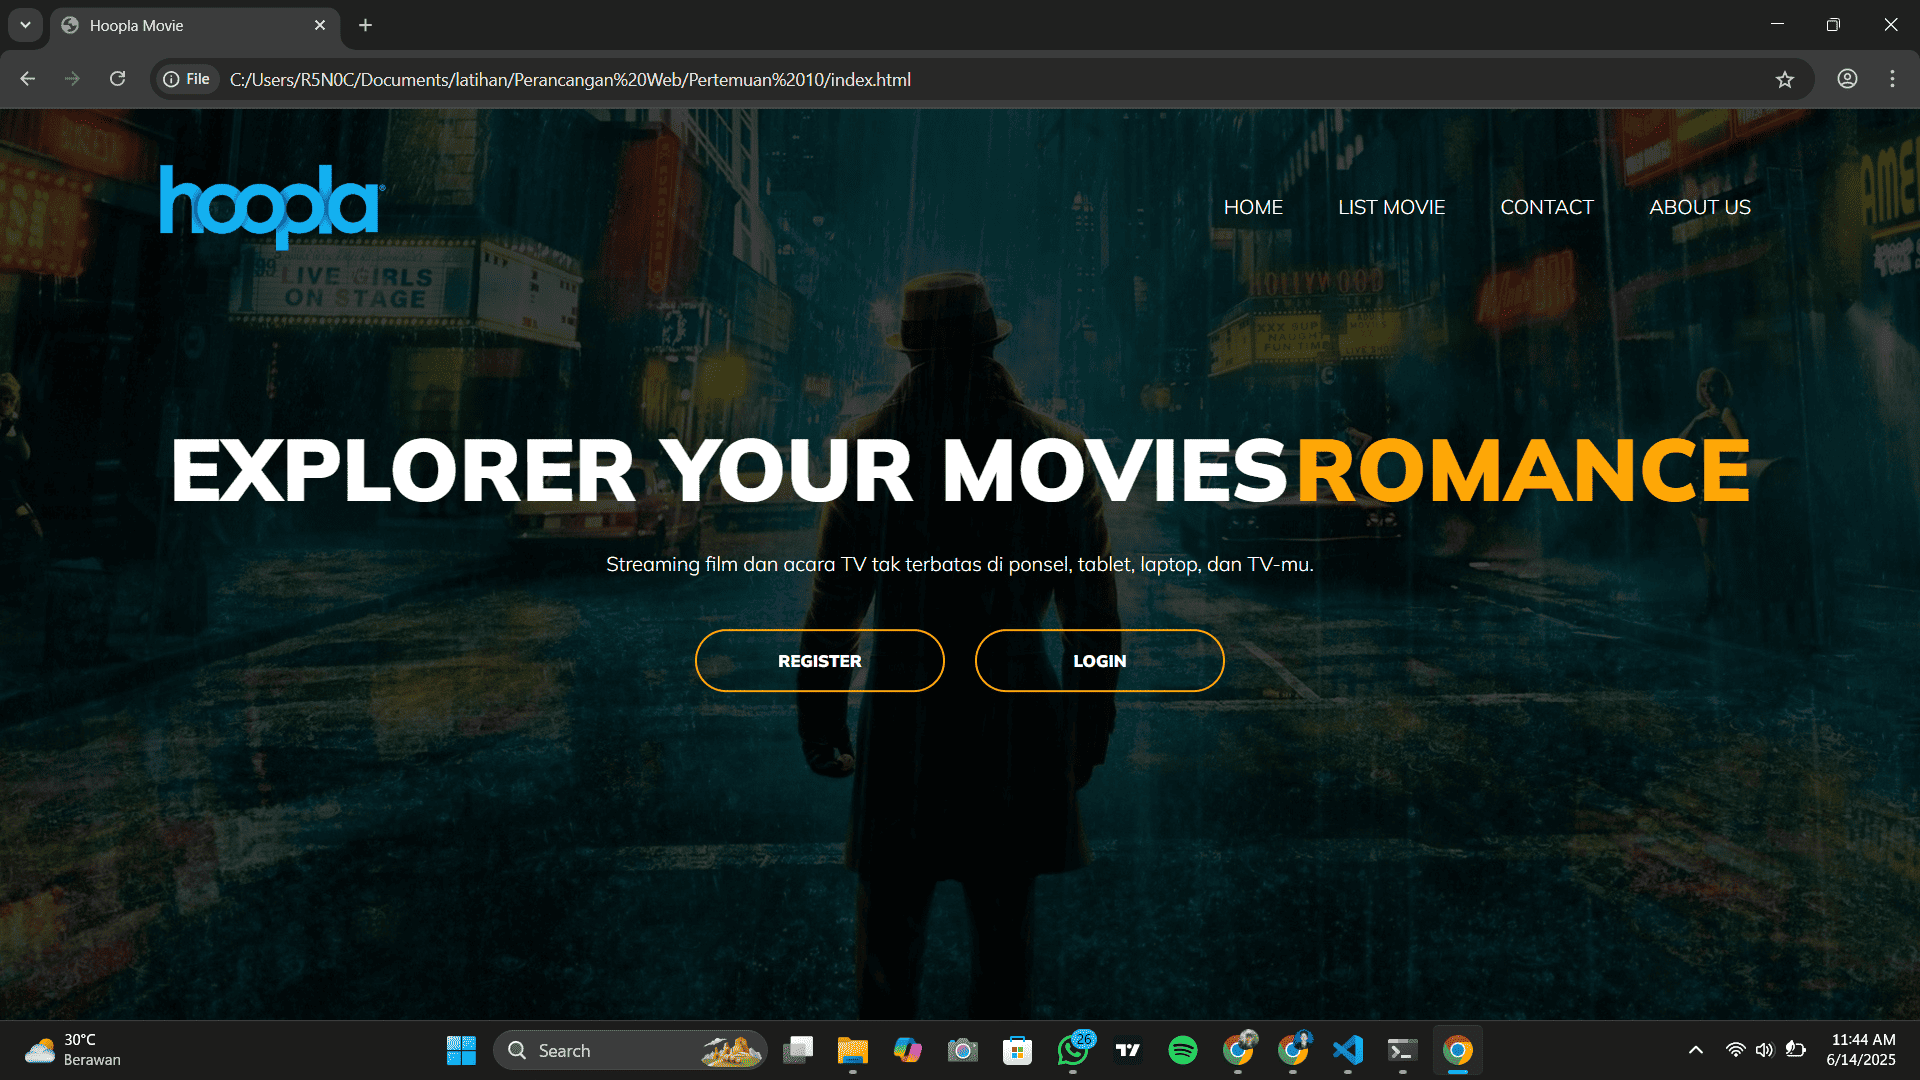 Hoopla Movie
File
C:/Users/R5N0C/Documents/latihan/Perancangan%20Web/Pertemuan%2010/index.html
hoopla®
HOME LIST MOVIE CONTACT ABOUT US
LIVE GIRLS
ON STAGE
HOLLYWOOD
EXPLORER YOUR MOVIES ROMANCE
Streaming film dan acara TV tak terbatas di ponsel, tablet, laptop, dan TV-mu.
REGISTER LOGIN
30°C
Berawan
Search
26
11:44 AM
6/14/2025